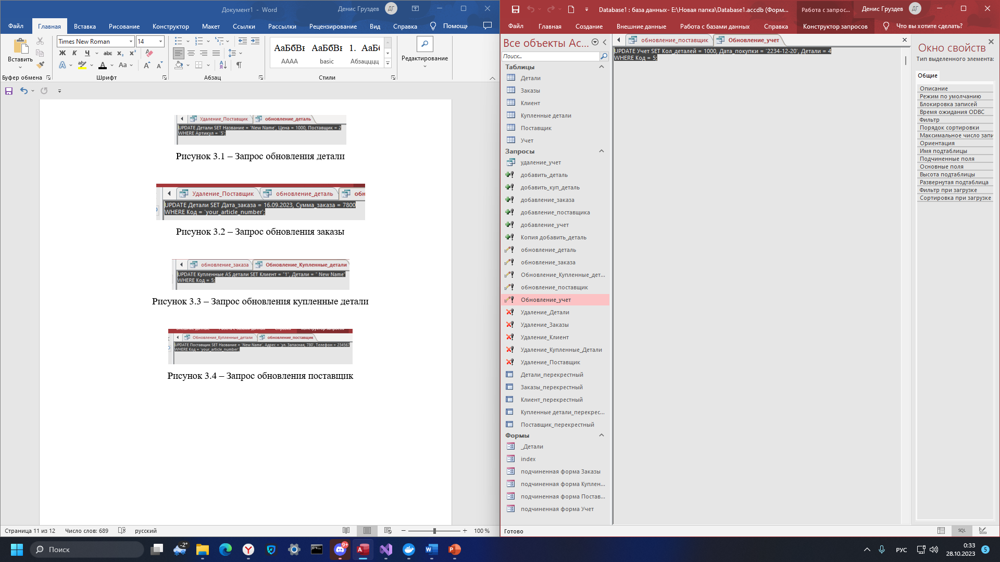 Документ1 - Word
Денис Груздев
ДГ
Файл
Главная
Вставка
Рисование
Конструктор
Макет
Ссылки
Рассылки
Рецензирование
Вид
Справка
Вставить
Буфер обмена
Times New Roman
14
Ж К Ч abc x₂ x²
Aa
Шрифт
Абзац
АаБбВı АаБбВı 1. АаБб
AAAA basic Абзацццц
Стили
Редактирование
Удаление_Поставщик обновление_деталь
UPDATE Детали SET Название = 'New Name', Цена = 1000, Поставщик = 2
WHERE Артикул = '5';
Рисунок 3.1 – Запрос обновления детали
Удаление_Поставщик обновление_деталь обн
UPDATE Детали SET Дата_заказа = 16.09.2023, Сумма_заказа = 7800
WHERE Код = 'your_article_number';
Рисунок 3.2 – Запрос обновления заказы
обновление_заказа Обновление_Купленные_детали
UPDATE Купленные AS детали SET Клиент = "1", Детали = " New Name"
WHERE Код = 5;
Рисунок 3.3 – Запрос обновления купленные детали
Обновление_Купленные_детали обновление_поставщик
UPDATE Поставщик SET Название = 'New Name', Адрес = 'ул. Запасная, 780', Телефон = 234567
WHERE Код = 'your_article_number';
Рисунок 3.4 – Запрос обновления поставщик
Страница 11 из 12
Число слов: 689
русский
100 %
Database1 : база данных- E:\Новая папка\Database1.accdb (Форм...
Работа с запрос...
Денис Груздев
ДГ
Файл
Главная
Создание
Внешние данные
Работа с базами данных
Справка
Конструктор запросов
Что вы хотите сделать?
Все объекты Ac...
Поиск...
Таблицы
Детали
Заказы
Клиент
Купленные детали
Поставщик
Учет
Запросы
удаление_учет
добавить_деталь
добавить_куп_деталь
добавление_заказа
добавление_поставщика
добавление_учет
Копия добавить_деталь
обновление_деталь
обновление_заказа
Обновление_Купленные_дет...
обновление_поставщик
Обновление_учет
Удаление_Детали
Удаление_Заказы
Удаление_Клиент
Удаление_Купленные_Детали
Удаление_Поставщик
Детали_перекрестный
Заказы_перекрестный
Клиент_перекрестный
Купленные детали_перекрес...
Поставщик_перекрестный
Формы
_Детали
index
подчиненная форма Заказы
подчиненная форма Куплен...
подчиненная форма Постав...
подчиненная форма Учет
обновление_поставщик Обновление_учет
UPDATE Учет SET Кол_деталей = 1000, Дата_покупки = '2234-12-20', Детали = 4
WHERE Код = 5;
Окно свойств
Тип выделенного элемента:
Общие
Описание
Режим по умолчанию
Блокировка записей
Время ожидания ODBC
Фильтр
Порядок сортировки
Максимальное число запи
Ориентация
Имя подтаблицы
Подчиненные поля
Основные поля
Высота подтаблицы
Развернутая подтаблица
Фильтр при загрузке
Сортировка при загрузке
Готово
SQL
Поиск
-2°
9+
РУС
0:33
28.10.2023
5